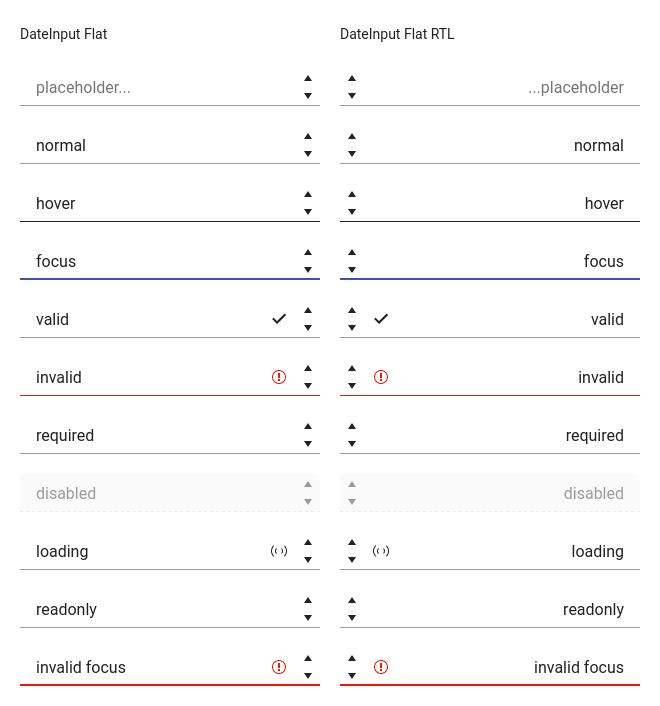 DateInput Flat
placeholder...
normal
hover
focus
valid
invalid
required
disabled
loading
readonly
invalid focus
DateInput Flat RTL
...placeholder
normal
hover
focus
valid
invalid
required
disabled
loading
readonly
invalid focus